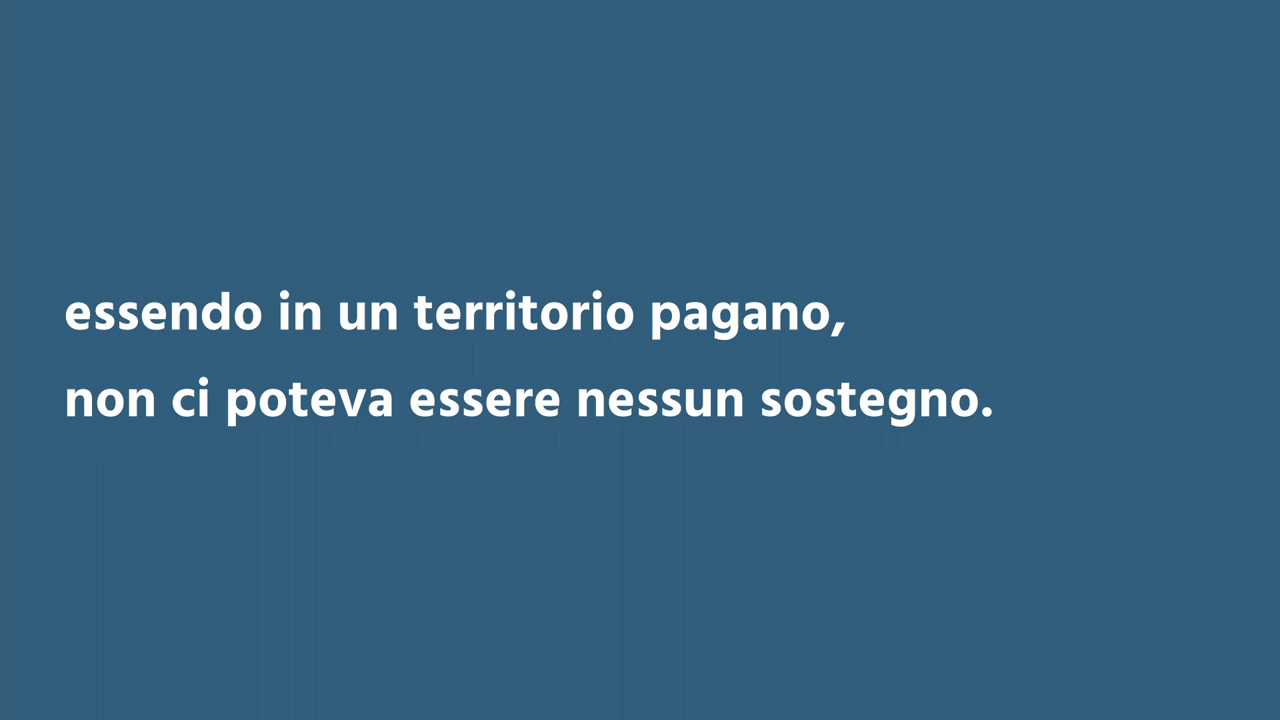 essendo in un territorio pagano,
non ci poteva essere nessun sostegno.